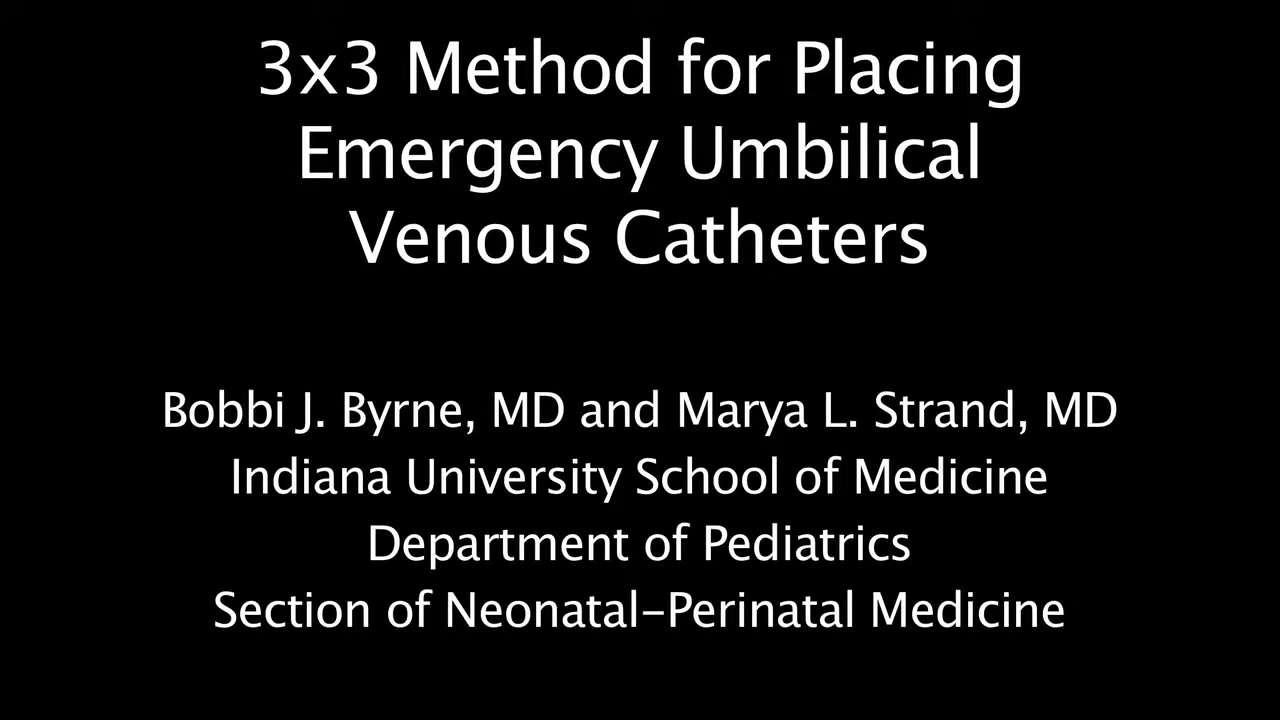 3x3 Method for Placing
Emergency Umbilical
Venous Catheters
Bobbi J. Byrne, MD and Marya L. Strand, MD
Indiana University School of Medicine
Department of Pediatrics
Section of Neonatal–Perinatal Medicine